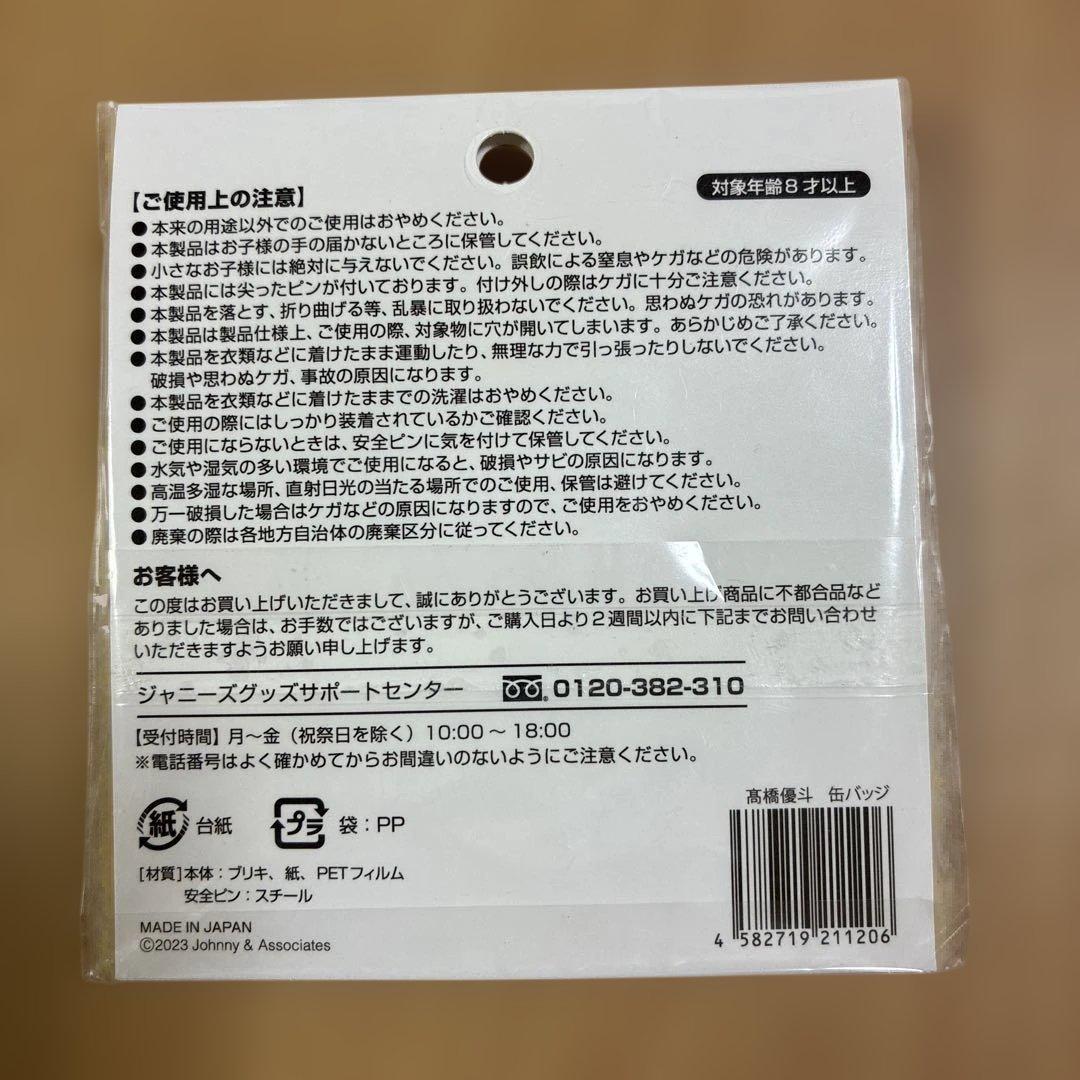 【ご使用上の注意】
対象年齢8才以上
●本来の用途以外でのご使用はおやめください。
●本製品はお子様の手の届かないところに保管してください。
●小さなお子様には絶対に与えないでください。誤飲による窒息やケガなどの危険があります。
●本製品には尖ったピンが付いております。付け外しの際はケガに十分ご注意ください。
●本製品を落とす、折り曲げる等、乱暴に取り扱わないでください。思わぬケガの恐れがあります。
●本製品は製品仕様上、ご使用の際、対象物に穴が開いてしまいます。あらかじめご了承ください。
●本製品を衣類などに着けたまま運動したり、無理な力で引っ張ったりしないでください。
破損や思わぬケガ、事故の原因になります。
●本製品を衣類などに着けたままでの洗濯はおやめください。
●ご使用の際にはしっかり装着されているかご確認ください。
●ご使用にならないときは、安全ピンに気を付けて保管してください。
●水気や湿気の多い環境でご使用になると、破損やサビの原因になります。
●高温多湿な場所、直射日光の当たる場所でのご使用、保管は避けてください。
●万一破損した場合はケガなどの原因になりますので、ご使用をおやめください。
●廃棄の際は各地方自治体の廃棄区分に従ってください。
お客様へ
この度はお買い上げいただきまして、誠にありがとうございます。お買い上げ商品に不都合品など
ありました場合は、お手数ではございますが、ご購入日より2週間以内に下記までお問い合わせ
いただきますようお願い申し上げます。
ジャニーズグッズサポートセンター 0120-382-310
【受付時間】月〜金（祝祭日を除く）10:00〜18:00
※電話番号はよく確かめてからお間違いのないようにご注意ください。
髙橋優斗 缶バッジ
紙 台紙 プラ 袋：PP
[材質]本体：ブリキ、紙、PETフィルム
安全ピン：スチール
MADE IN JAPAN
©2023 Johnny & Associates
4 582719 211206